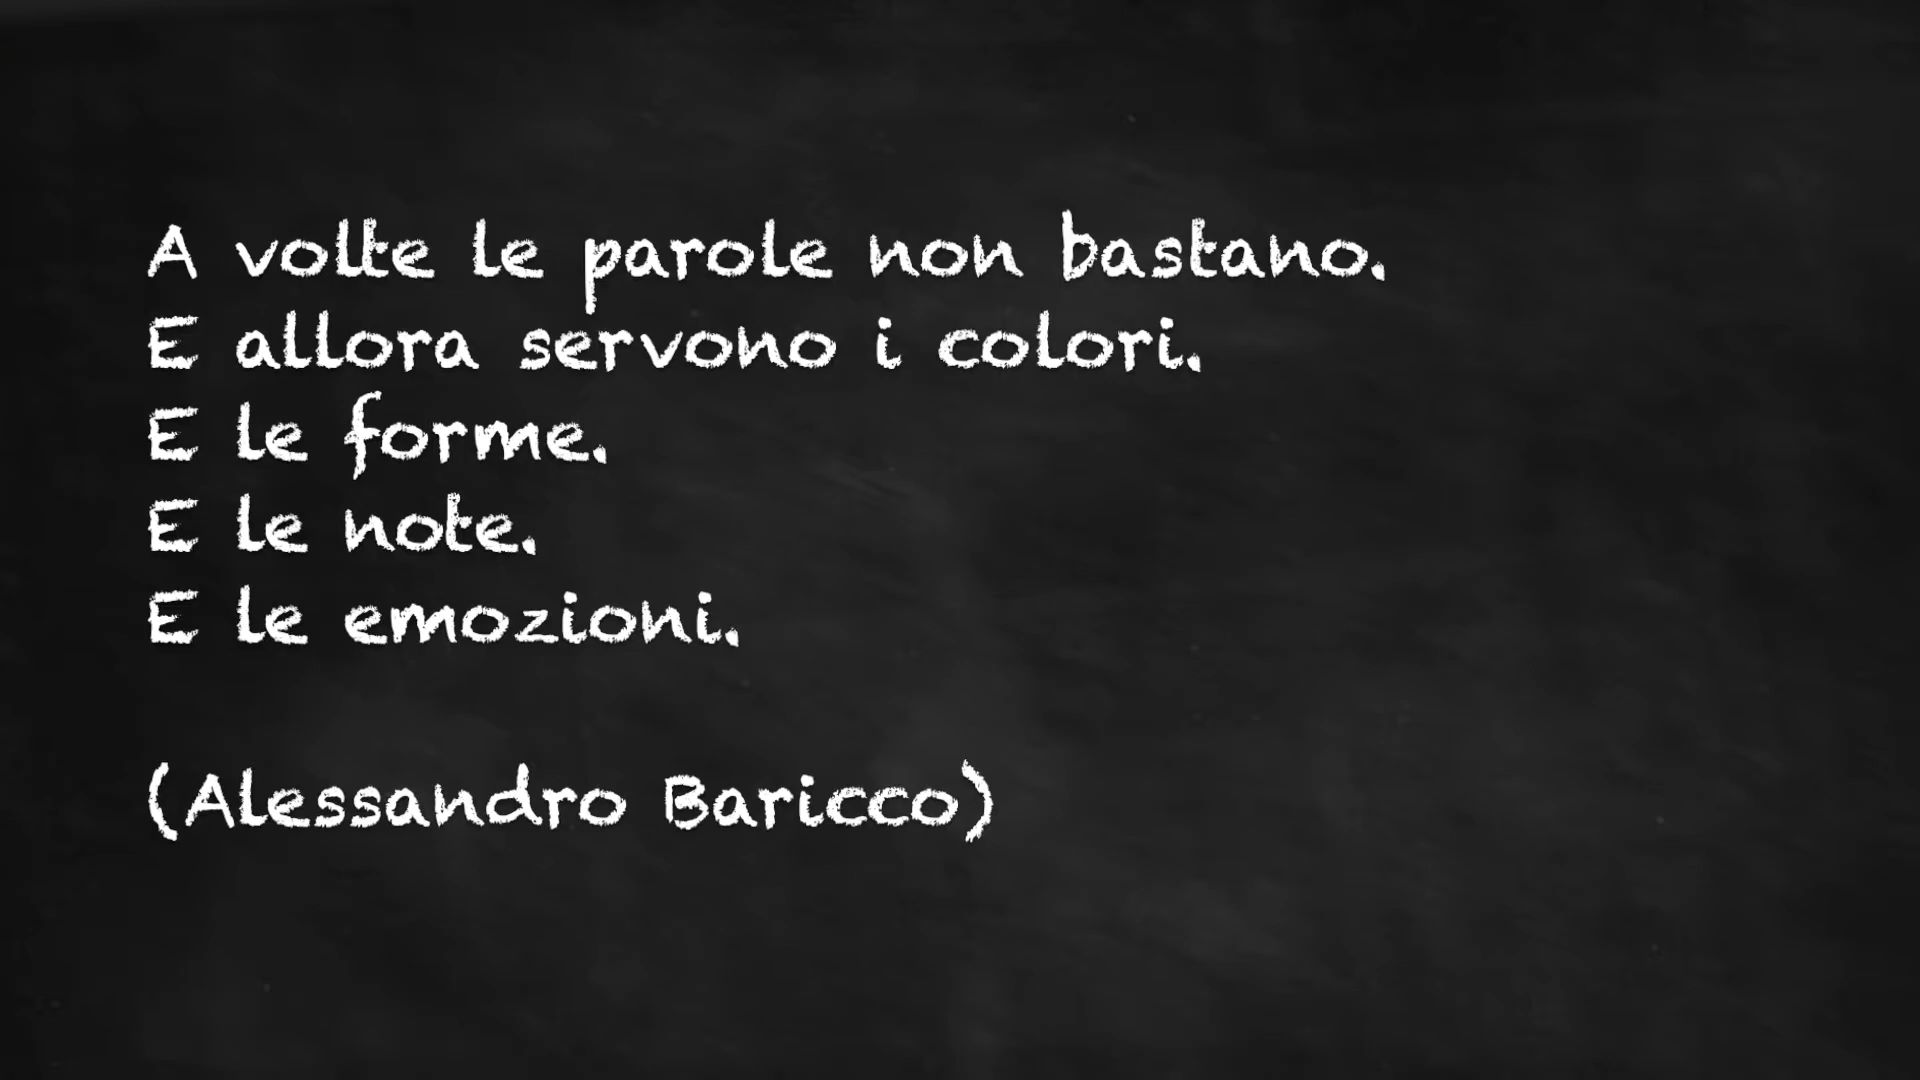 A volte le parole non bastano.
E allora servono i colori.
E le forme.
E le note.
E le emozioni.
(Alessandro Baricco)